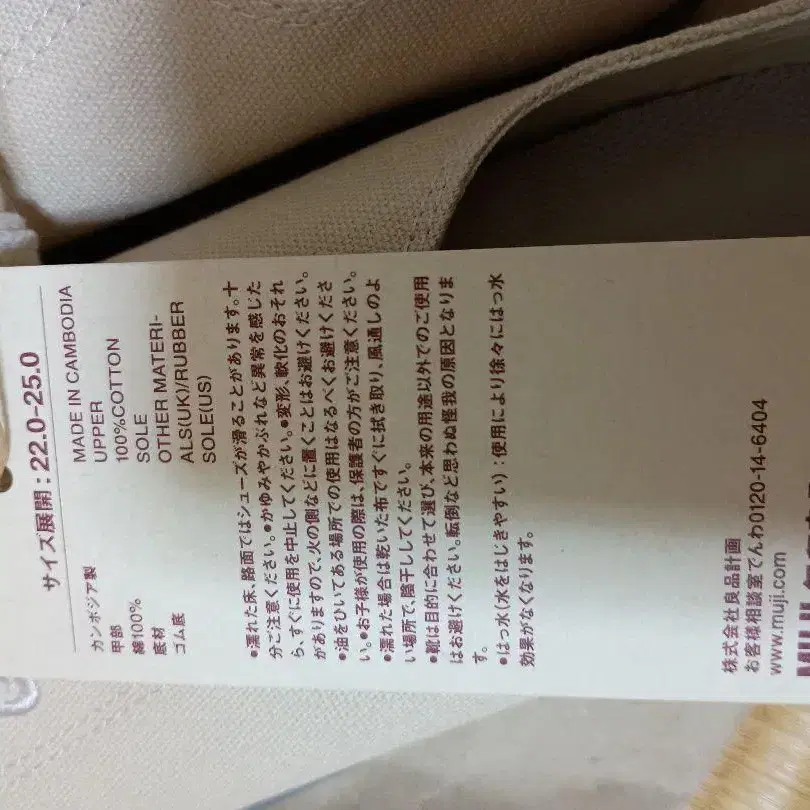 サイズ展開：22.0-25.0
カンボジア製
甲部
綿100%
底材
ゴム底
MADE IN CAMBODIA
UPPER
100%COTTON
SOLE
OTHER MATERI-
ALS(UK)/RUBBER
SOLE(US)
●濡れた床、路面ではシューズが滑ることがあります。十
分ご注意ください。●かゆみやかぶれなど異常を感じた
ら、すぐに使用を中止してください。●変形、軟化のおそれ
がありますので、火の側などに置くことはお避けください。
●油をひいてある場所での使用はなるべくお避けくださ
い。●お子様が使用の際は、保護者の方がご注意ください。
●濡れた場合は乾いた布ですぐに拭き取り、風通しのよ
い場所で、陰干ししてください。
●靴は目的に合わせて選び、本来の用途以外でのご使用
はお避けください。転倒など思わぬ怪我の原因となりま
す。
●はっ水（水をはじきやすい）：使用により徐々にはっ水
効果がなくなります。
株式会社良品計画
お客様相談室でんわ0120-14-6404
www.muji.com
MUJI